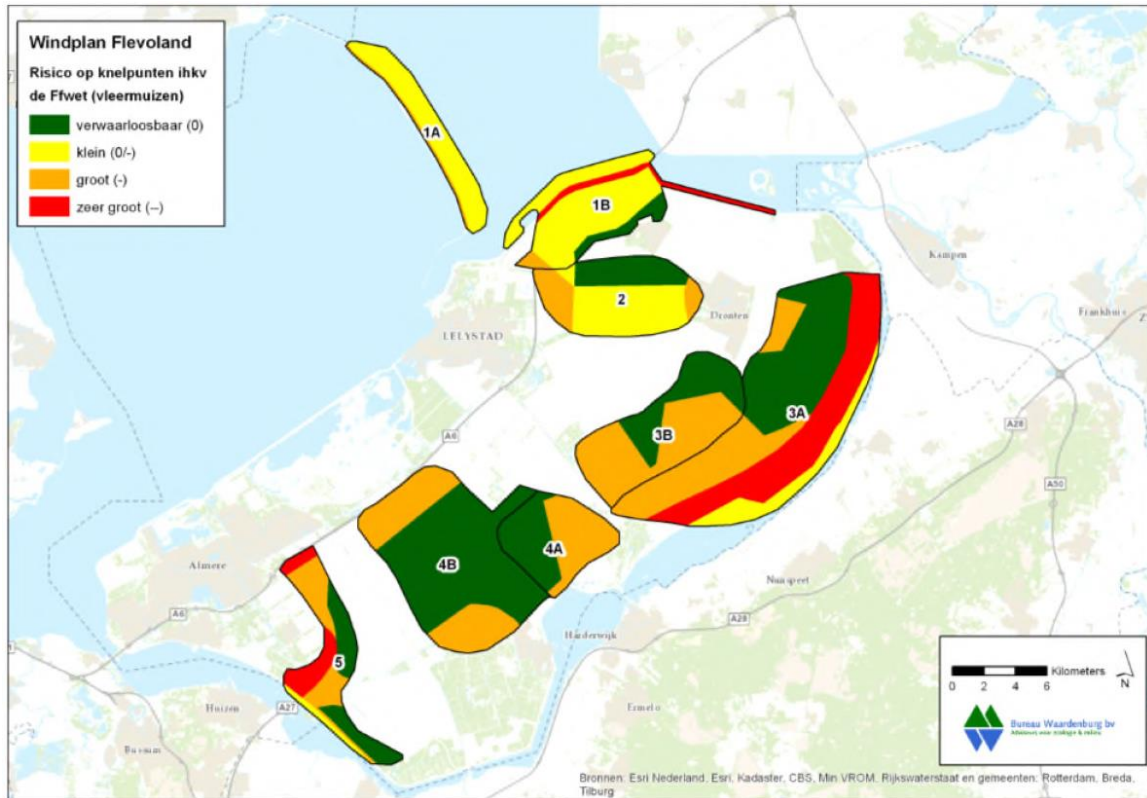 Windplan Flevoland
Risico op knelpunten ihkv
de Ffwet (vleermuizen)
verwaarloosbaar (0)
klein (0/-)
groot (-)
zeer groot (--)
1A
1B
2
Kampen
Frankhuis
LELYSTAD
Dronten
3A
A6
3B
A28
A50
4A
4B
Almere
Nunspeet
A6
A28
Harderwijk
5
Huizen
A27
Ermelo
Bussum
Kilometers
0 2 4 6
N
Bureau Waardenburg bv
Bronnen: Esri Nederland, Esri, Kadaster, CBS, Min VROM, Rijkswaterstaat en gemeenten: Rotterdam, Breda,
Tilburg